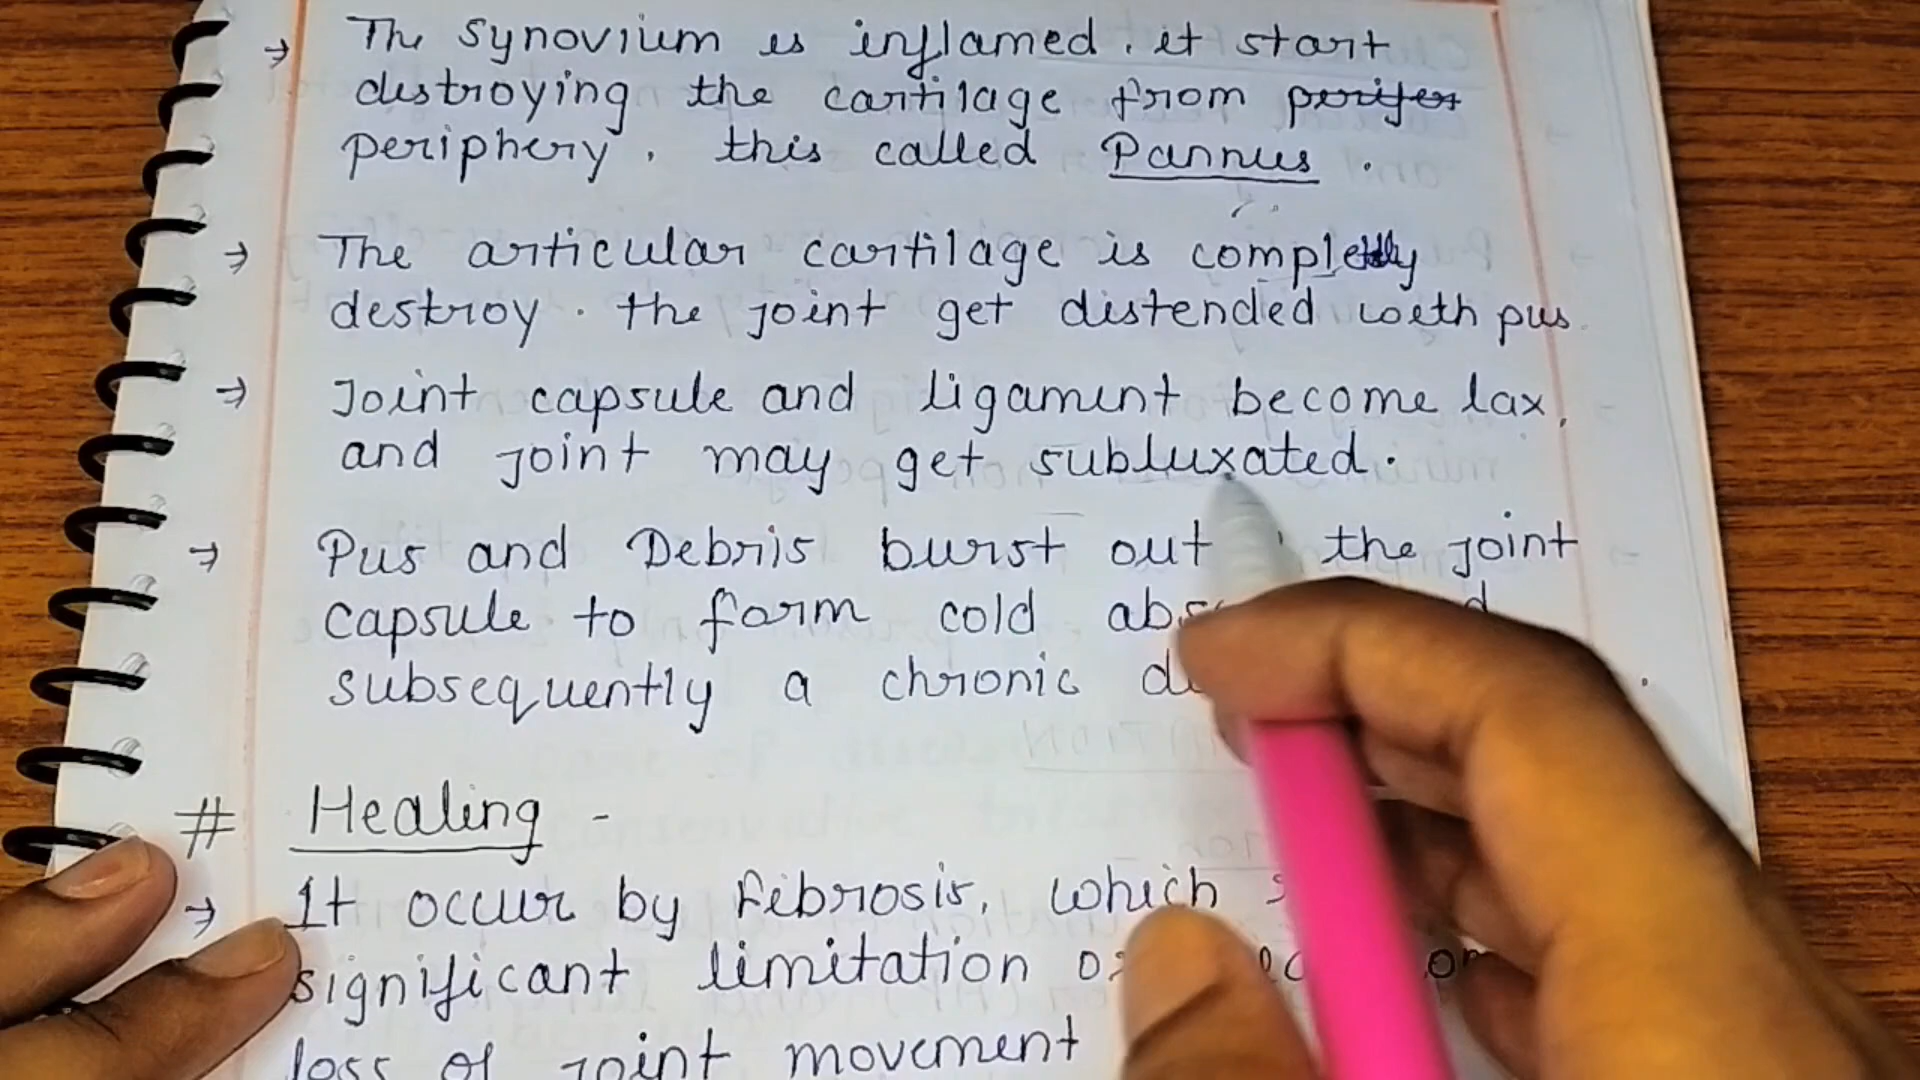 → The synovium is inflamed. it start
destroying the cartilage from perifer
periphery. this called Pannus.
→ The articular cartilage is completly
destroy. the joint get distended with pus.
→ Joint capsule and ligament become lax,
and joint may get subluxated.
→ Pus and Debris burst out the joint
capsule to form cold
subsequently a chronic
# Healing -
→ It occur by Fibrosis, which
significant limitation
loss of joint movement